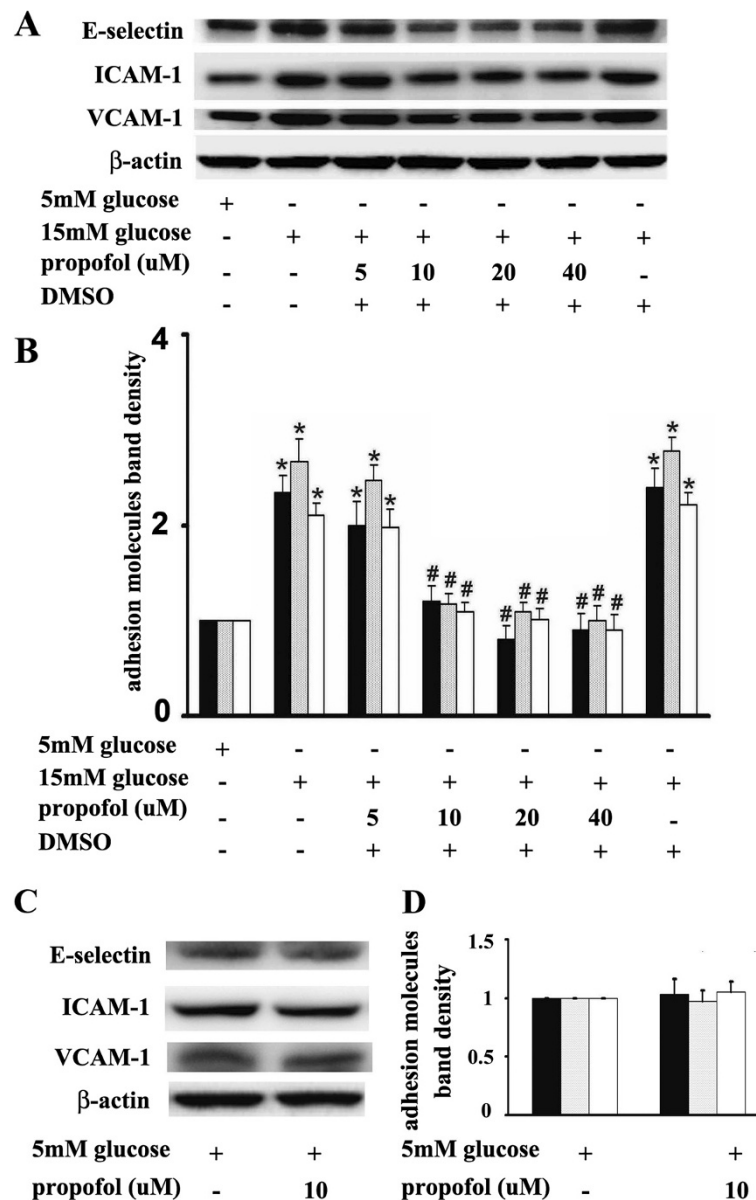 A
E-selectin
ICAM-1
VCAM-1
β-actin
5mM glucose + - - - - - -
15mM glucose - + + + + + +
propofol (uM) - - 5 10 20 40 -
DMSO - - + + + + +
B
adhesion molecules band density
4
2
0
* * *
* * *
# # #
# # #
# # #
* * *
5mM glucose + - - - - - -
15mM glucose - + + + + + +
propofol (uM) - - 5 10 20 40 -
DMSO - - + + + + +
C
E-selectin
ICAM-1
VCAM-1
β-actin
5mM glucose + +
propofol (uM) - 10
D
adhesion molecules
band density
1.5
1
0.5
0
5mM glucose + +
propofol (uM) - 10